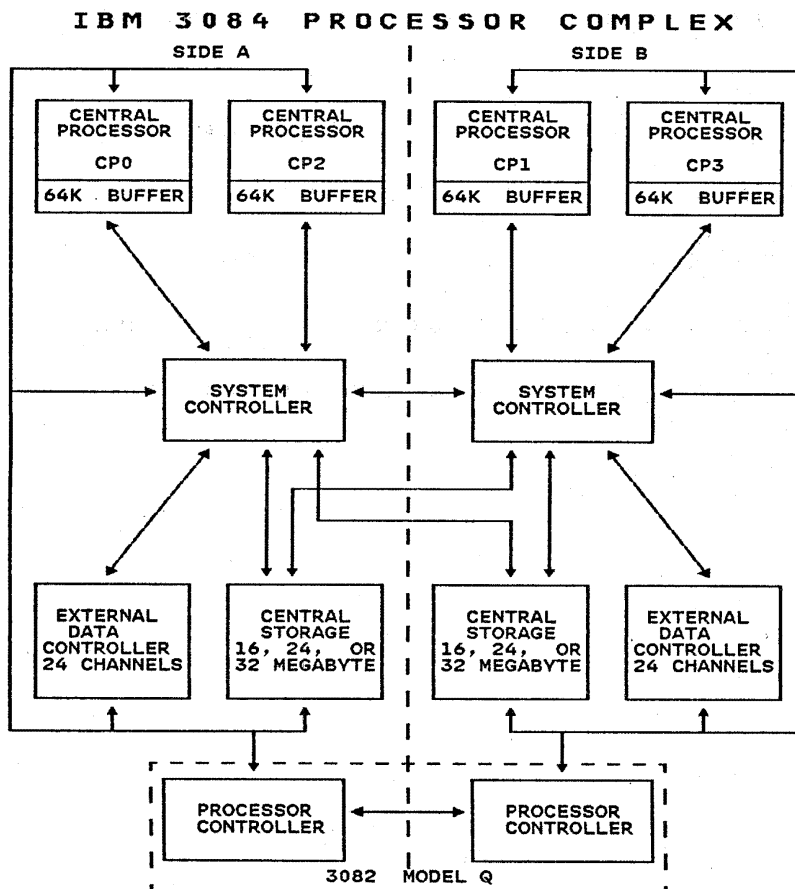 IBM 3084 PROCESSOR COMPLEX
SIDE A
SIDE B
CENTRAL
PROCESSOR
CP0
64K BUFFER
CENTRAL
PROCESSOR
CP2
64K BUFFER
CENTRAL
PROCESSOR
CP1
64K BUFFER
CENTRAL
PROCESSOR
CP3
64K BUFFER
SYSTEM
CONTROLLER
SYSTEM
CONTROLLER
EXTERNAL
DATA
CONTROLLER
24 CHANNELS
CENTRAL
STORAGE
16, 24, OR
32 MEGABYTE
CENTRAL
STORAGE
16, 24, OR
32 MEGABYTE
EXTERNAL
DATA
CONTROLLER
24 CHANNELS
PROCESSOR
CONTROLLER
PROCESSOR
CONTROLLER
3082 MODEL Q